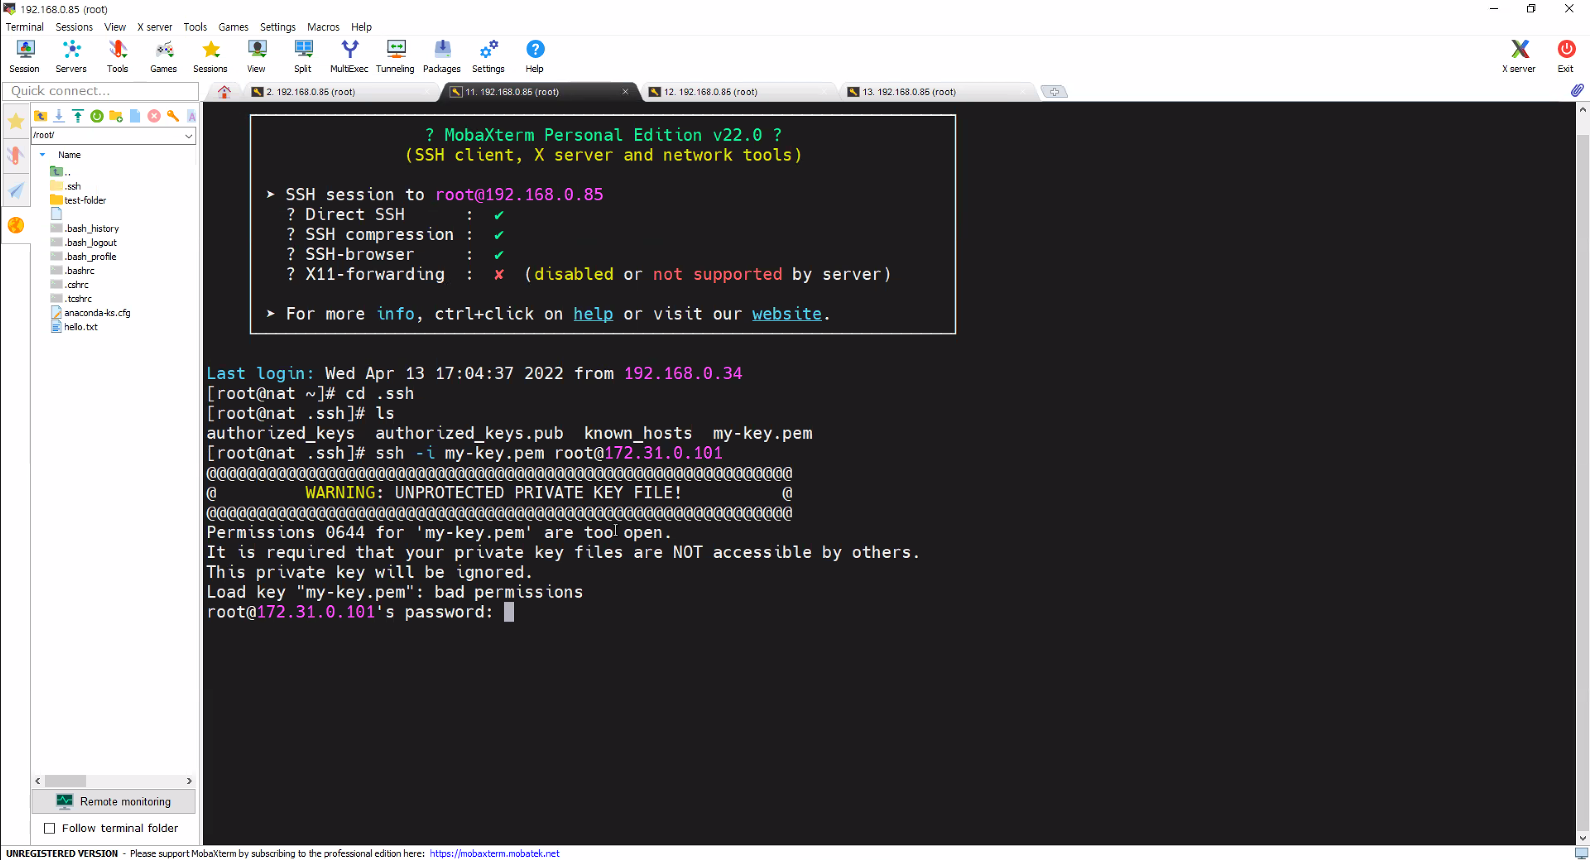 192.168.0.85 (root)
Terminal Sessions View X server Tools Games Settings Macros Help
Session Servers Tools Games Sessions View Split MultiExec Tunneling Packages Settings Help X server Exit
Quick connect...
2. 192.168.0.85 (root) 11. 192.168.0.85 (root) 12. 192.168.0.85 (root) 13. 192.168.0.85 (root)
/root/
Name
..
.ssh
test-folder
.bash_history
.bash_logout
.bash_profile
.bashrc
.cshrc
.tcshrc
anaconda-ks.cfg
hello.txt
Remote monitoring
Follow terminal folder
? MobaXterm Personal Edition v22.0 ?
(SSH client, X server and network tools)
➤ SSH session to root@192.168.0.85
? Direct SSH : ✔
? SSH compression : ✔
? SSH-browser : ✔
? X11-forwarding : ✘ (disabled or not supported by server)
➤ For more info, ctrl+click on help or visit our website.
Last login: Wed Apr 13 17:04:37 2022 from 192.168.0.34
[root@nat ~]# cd .ssh
[root@nat .ssh]# ls
authorized_keys authorized_keys.pub known_hosts my-key.pem
[root@nat .ssh]# ssh -i my-key.pem root@172.31.0.101
@@@@@@@@@@@@@@@@@@@@@@@@@@@@@@@@@@@@@@@@@@@@@@@@@@@@@@@@@@@
@ WARNING: UNPROTECTED PRIVATE KEY FILE! @
@@@@@@@@@@@@@@@@@@@@@@@@@@@@@@@@@@@@@@@@@@@@@@@@@@@@@@@@@@@
Permissions 0644 for 'my-key.pem' are too open.
It is required that your private key files are NOT accessible by others.
This private key will be ignored.
Load key "my-key.pem": bad permissions
root@172.31.0.101's password:
UNREGISTERED VERSION - Please support MobaXterm by subscribing to the professional edition here: https://mobaxterm.mobatek.net